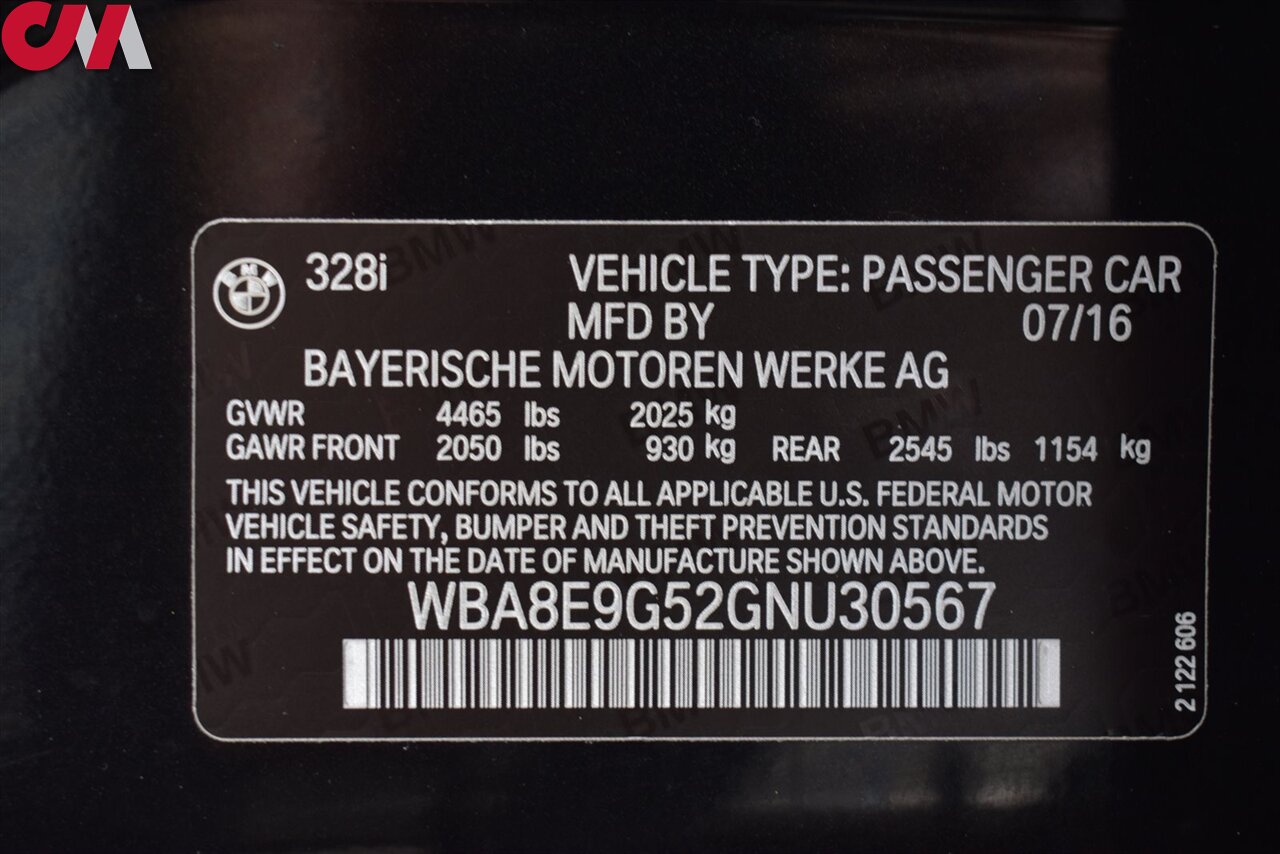 CM
BMW
328i VEHICLE TYPE: PASSENGER CAR
MFD BY 07/16
BAYERISCHE MOTOREN WERKE AG
GVWR 4465 lbs 2025 kg
GAWR FRONT 2050 lbs 930 kg REAR 2545 lbs 1154 kg
THIS VEHICLE CONFORMS TO ALL APPLICABLE U.S. FEDERAL MOTOR
VEHICLE SAFETY, BUMPER AND THEFT PREVENTION STANDARDS
IN EFFECT ON THE DATE OF MANUFACTURE SHOWN ABOVE.
WBA8E9G52GNU30567
2 122 606